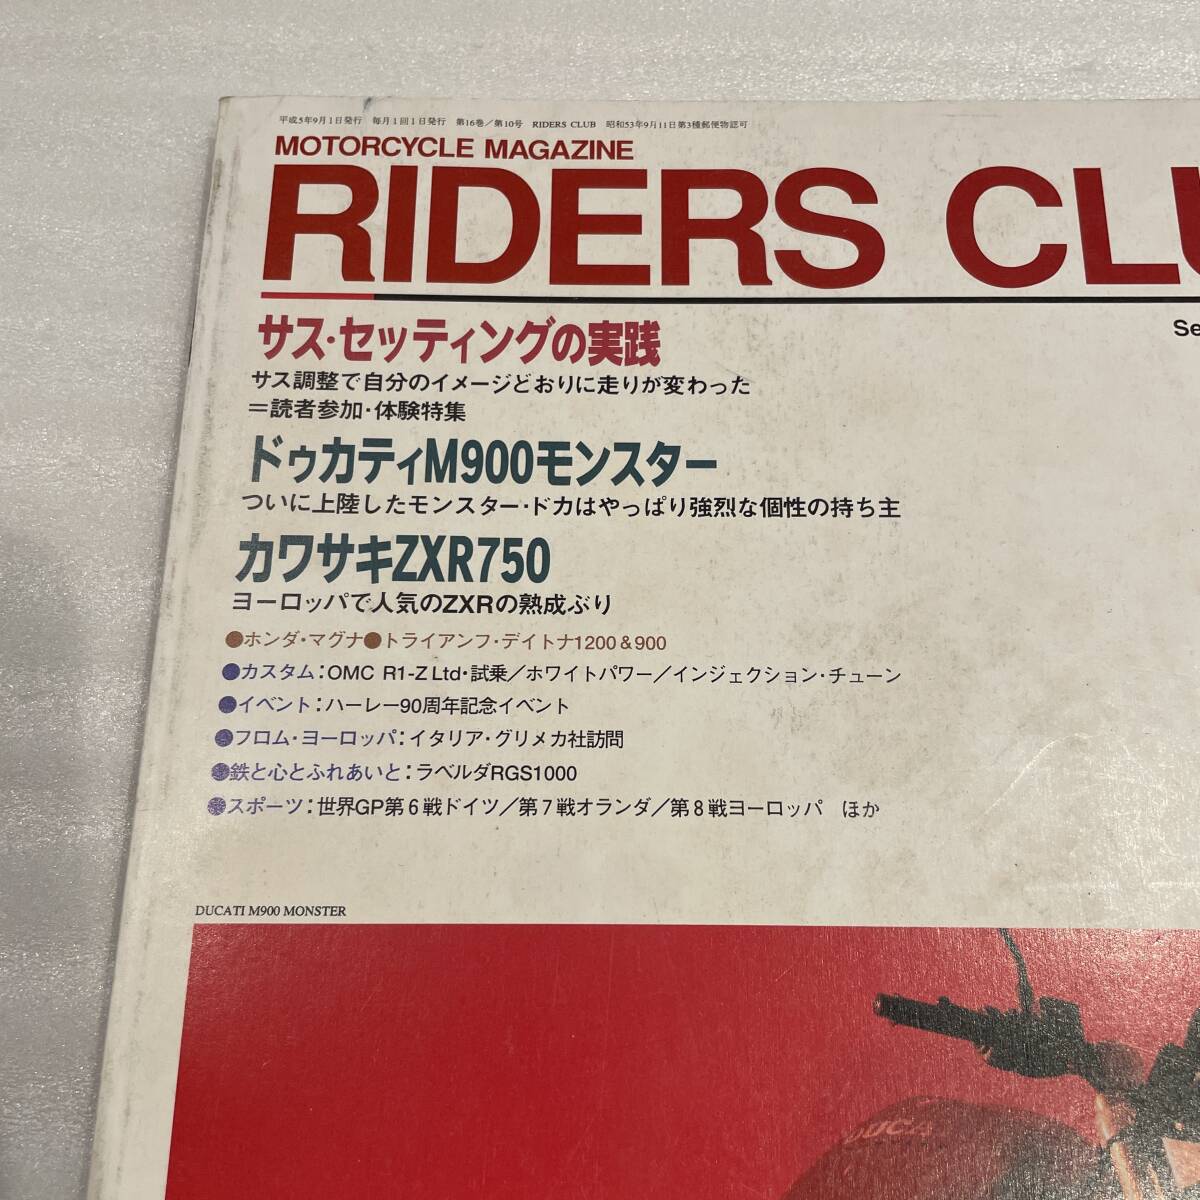 平成5年9月1日発行 毎月1回1日発行 第16巻/第10号 RIDERS CLUB 昭和53年9月11日第3種郵便物認可
MOTORCYCLE MAGAZINE
RIDERS CLU
Se
サス・セッティングの実践
サス調整で自分のイメージどおりに走りが変わった
=読者参加・体験特集
ドゥカティM900モンスター
ついに上陸したモンスター・ドカはやっぱり強烈な個性の持ち主
カワサキZXR750
ヨーロッパで人気のZXRの熟成ぶり
●ホンダ・マグナ●トライアンフ・デイトナ1200&900
●カスタム:OMC R1-Z Ltd・試乗/ホワイトパワー/インジェクション・チューン
●イベント:ハーレー90周年記念イベント
●フロム・ヨーロッパ:イタリア・グリメカ社訪問
●鉄と心とふれあいと:ラベルダRGS1000
●スポーツ:世界GP第6戦ドイツ/第7戦オランダ/第8戦ヨーロッパ ほか
DUCATI M900 MONSTER
DUCA